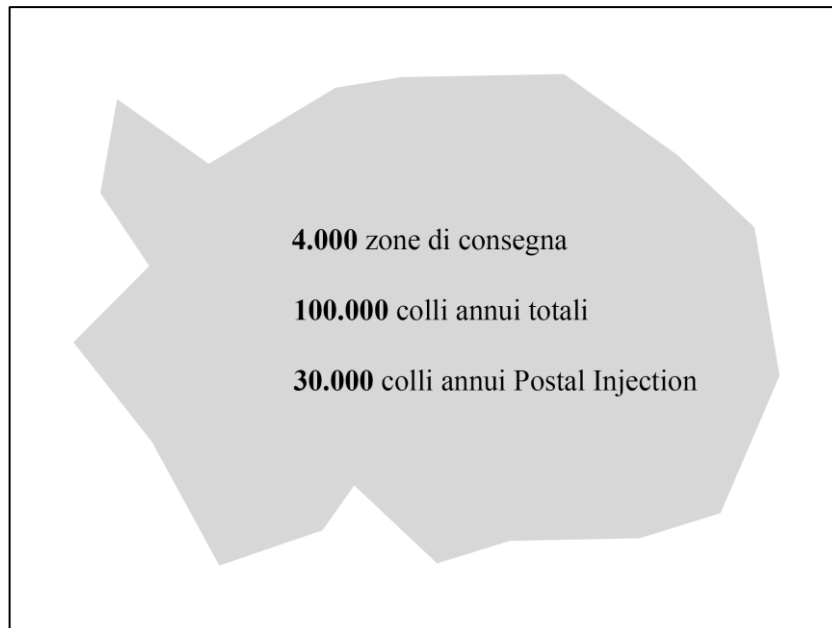 4.000 zone di consegna
100.000 colli annui totali
30.000 colli annui Postal Injection